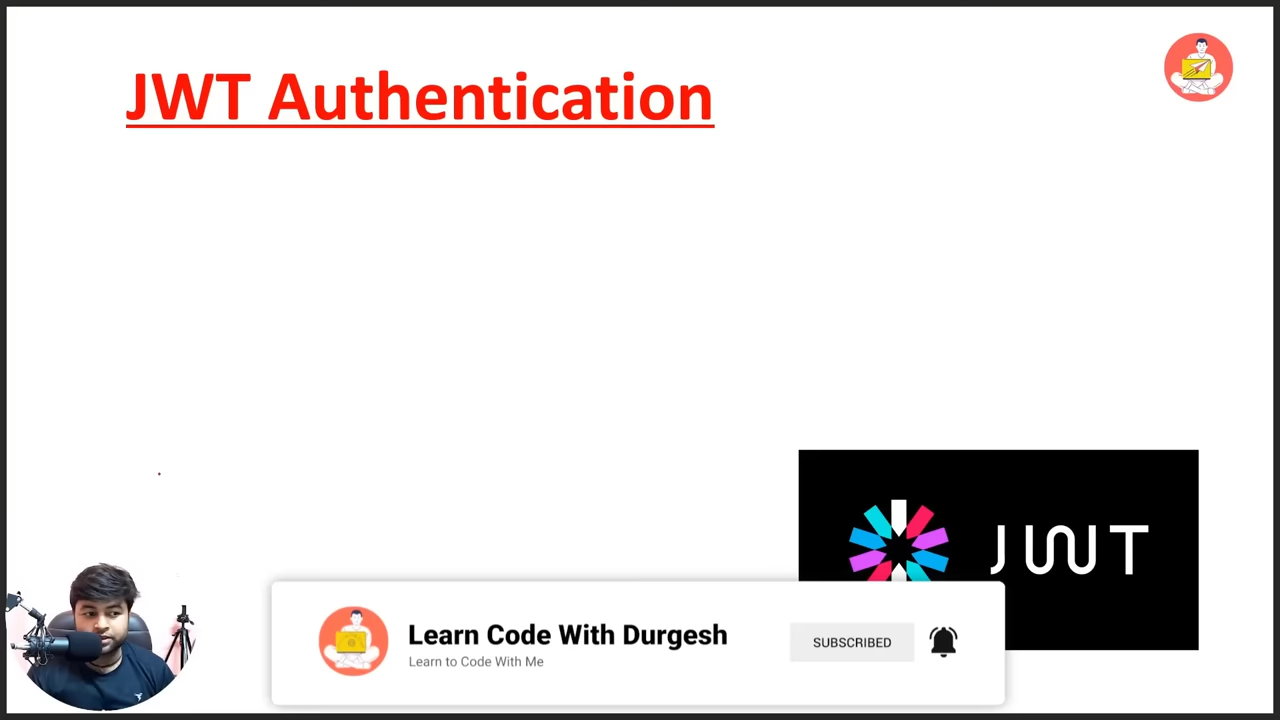 JWT Authentication
JWT
Learn Code With Durgesh
Learn to Code With Me
SUBSCRIBED